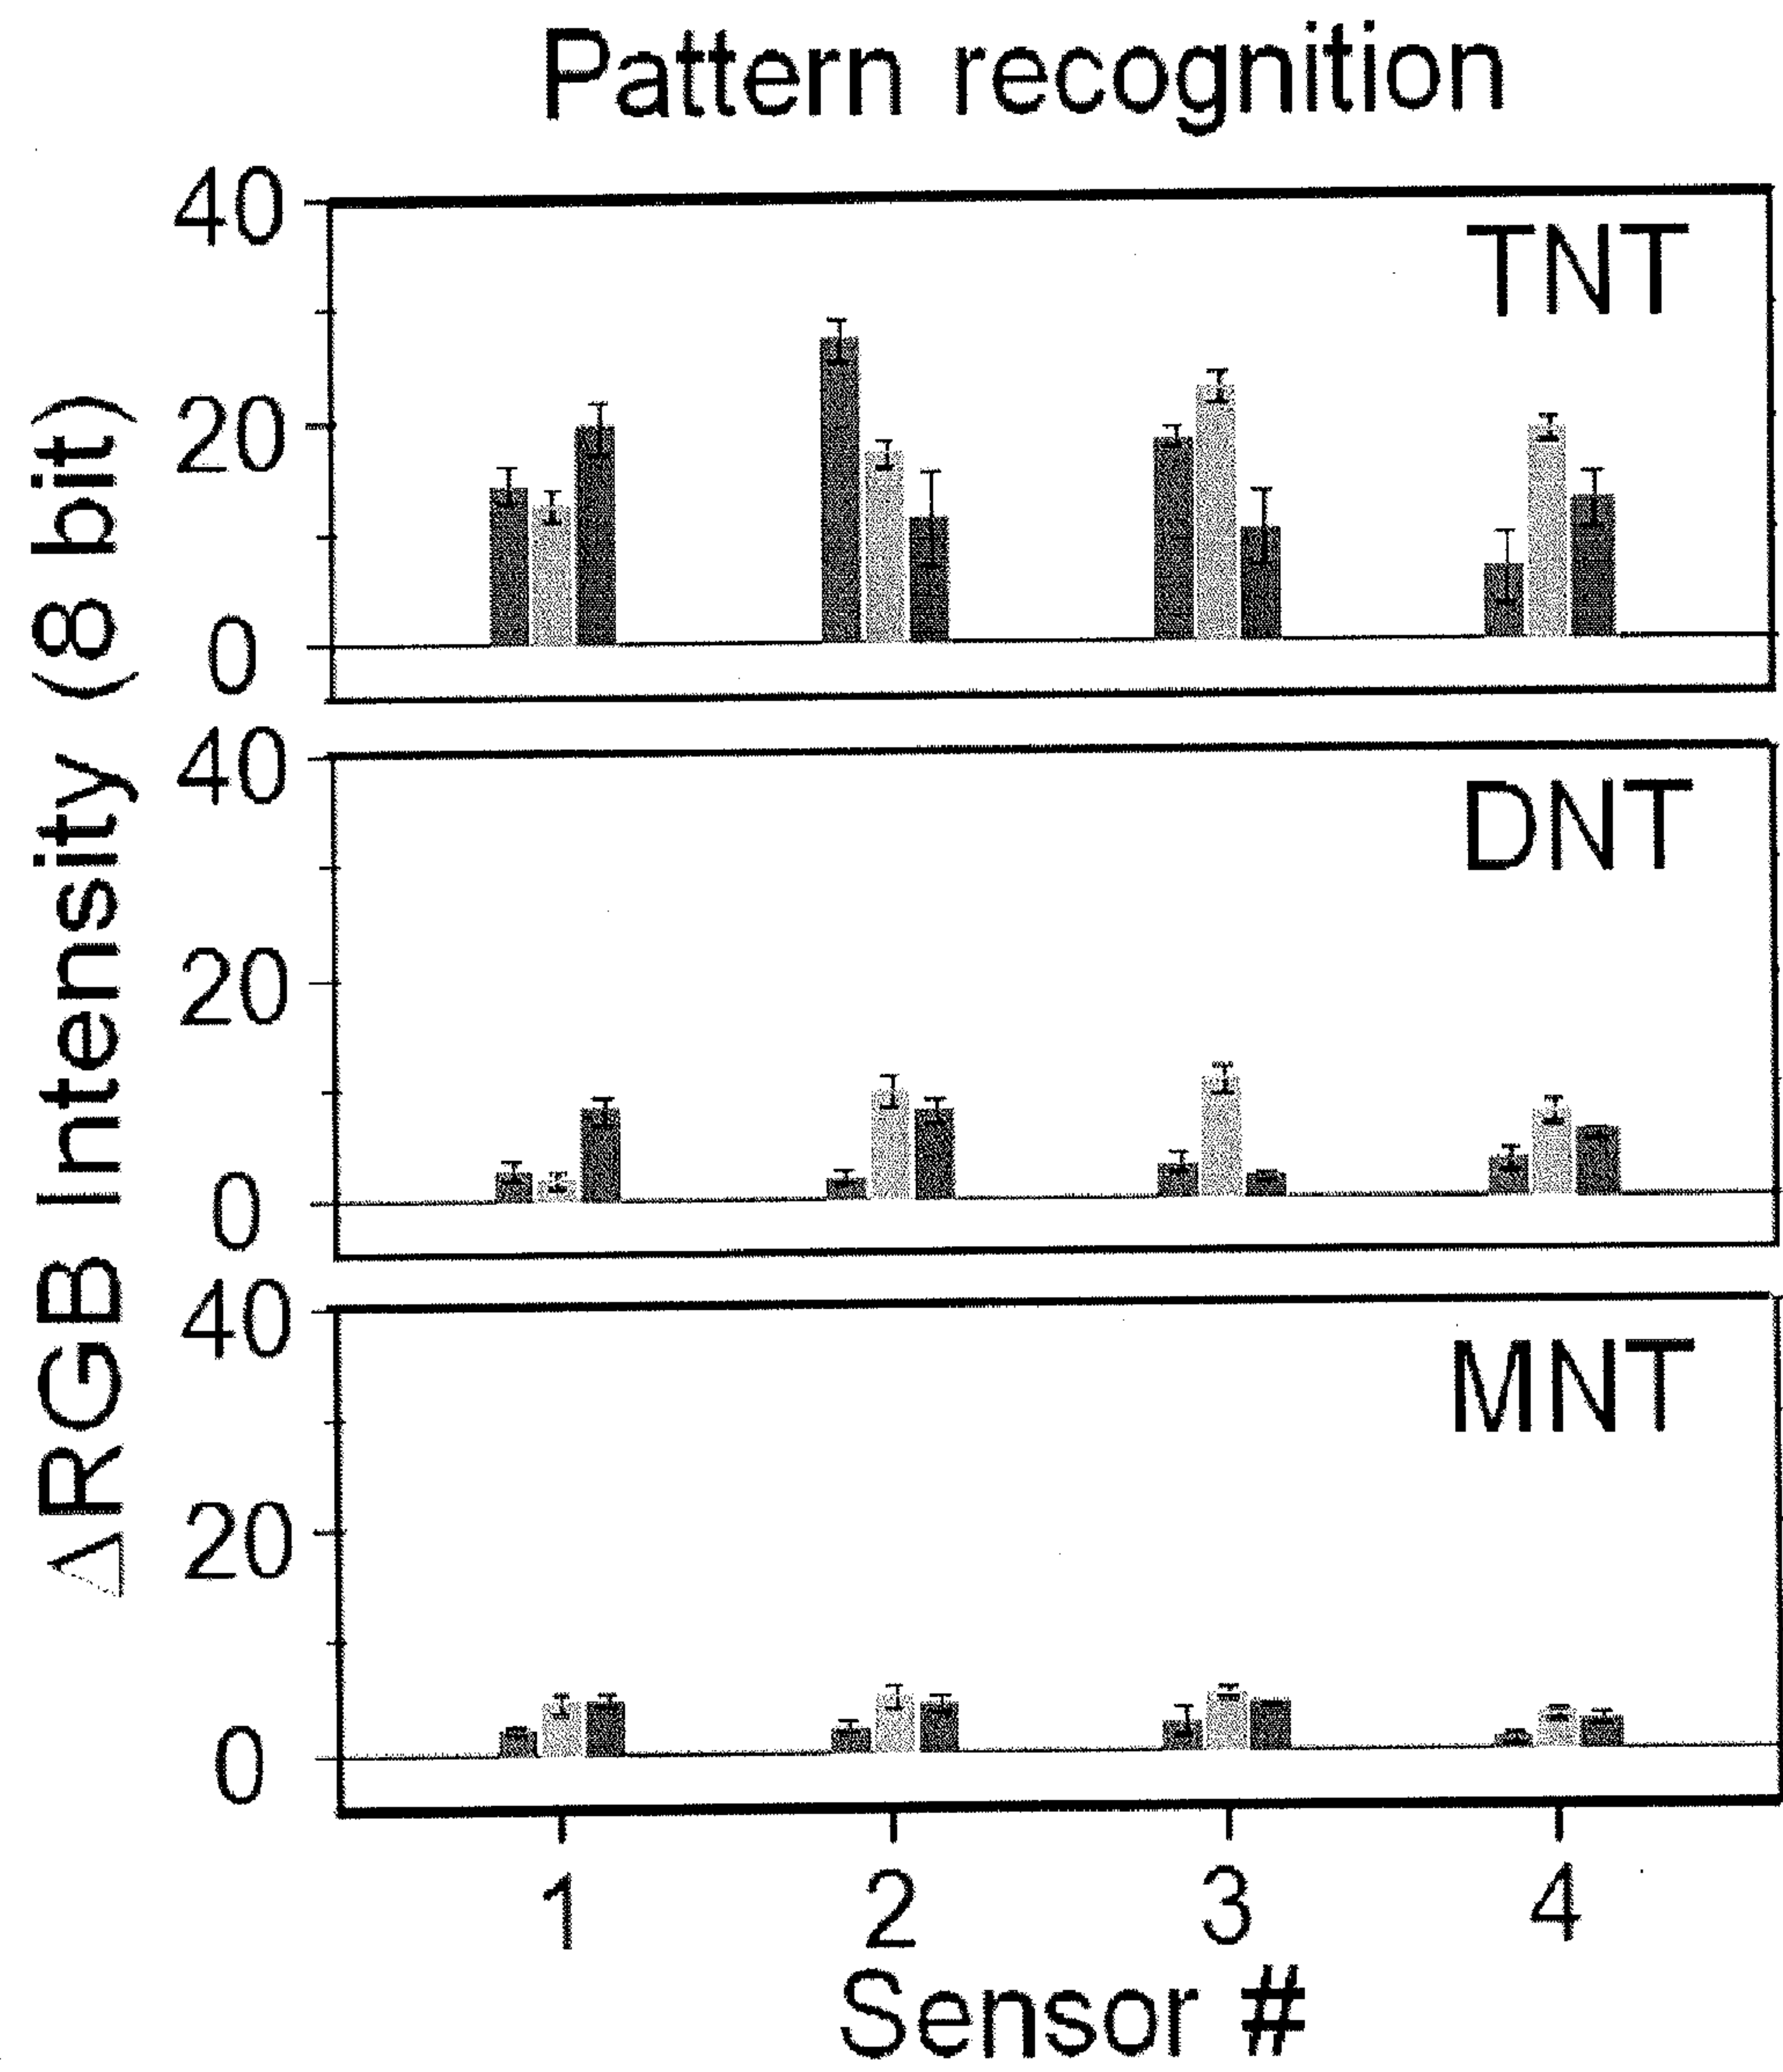 Pattern recognition
ΔRGB Intensity (8 bit)
40
TNT
20
0
40
DNT
20
0
40
MNT
20
0
1 2 3 4
Sensor #